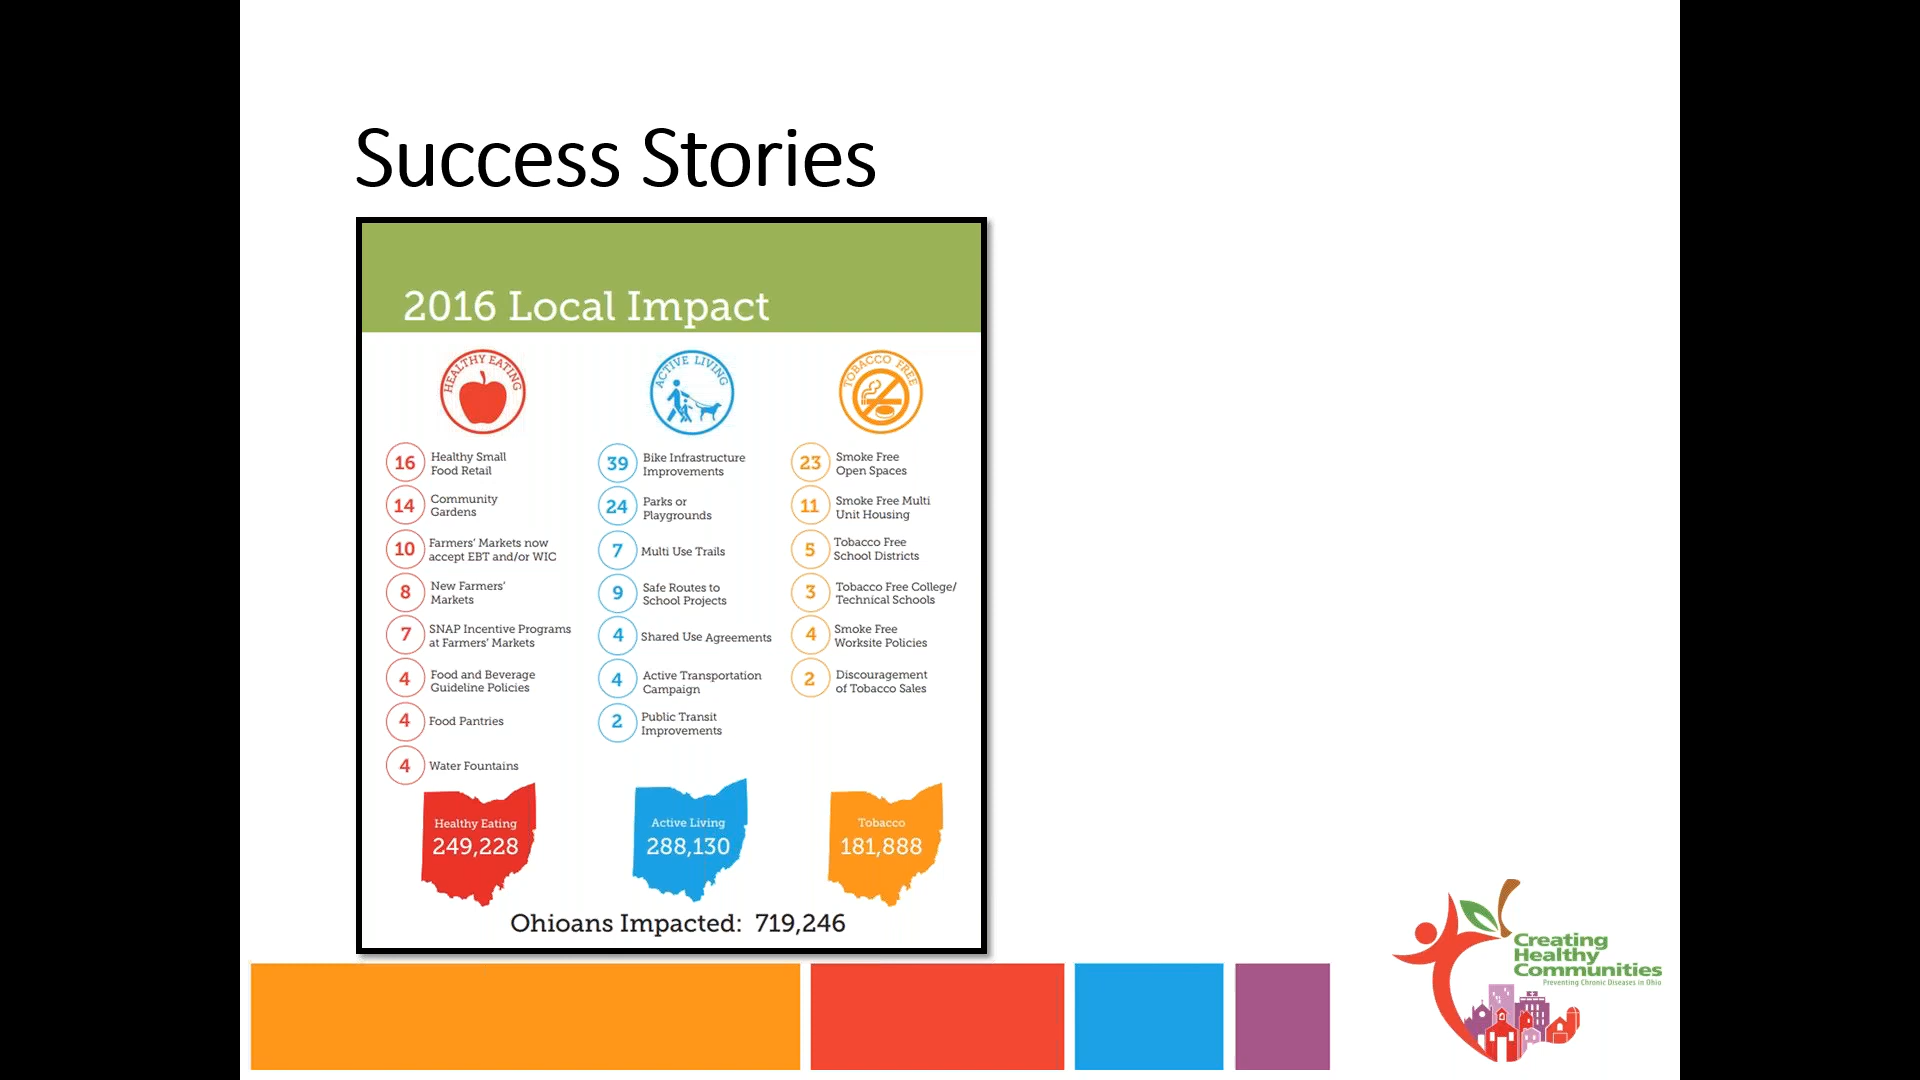 Success Stories
2016 Local Impact
HEALTHY EATING
16
Healthy Small
Food Retail
14
Community
Gardens
10
Farmers' Markets now
accept EBT and/or WIC
8
New Farmers'
Markets
7
SNAP Incentive Programs
at Farmers' Markets
4
Food and Beverage
Guideline Policies
4
Food Pantries
4
Water Fountains
Healthy Eating
249,228
ACTIVE LIVING
39
Bike Infrastructure
Improvements
24
Parks or
Playgrounds
7
Multi Use Trails
9
Safe Routes to
School Projects
4
Shared Use Agreements
4
Active Transportation
Campaign
2
Public Transit
Improvements
Active Living
288,130
TOBACCO FREE
23
Smoke Free
Open Spaces
11
Smoke Free Multi
Unit Housing
5
Tobacco Free
School Districts
3
Tobacco Free College/
Technical Schools
4
Smoke Free
Worksite Policies
2
Discouragement
of Tobacco Sales
Tobacco
181,888
Ohioans Impacted: 719,246
Creating
Healthy
Communities
Preventing Chronic Diseases in Ohio